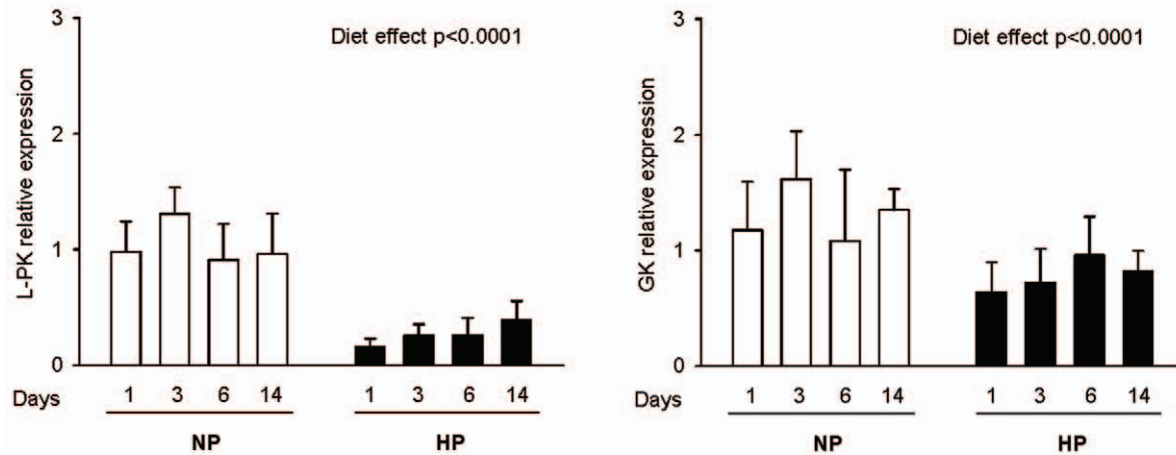 3
Diet effect p<0.0001
2
1
0
L-PK relative expression
Days 1 3 6 14 1 3 6 14
NP HP
3
Diet effect p<0.0001
2
1
0
GK relative expression
Days 1 3 6 14 1 3 6 14
NP HP